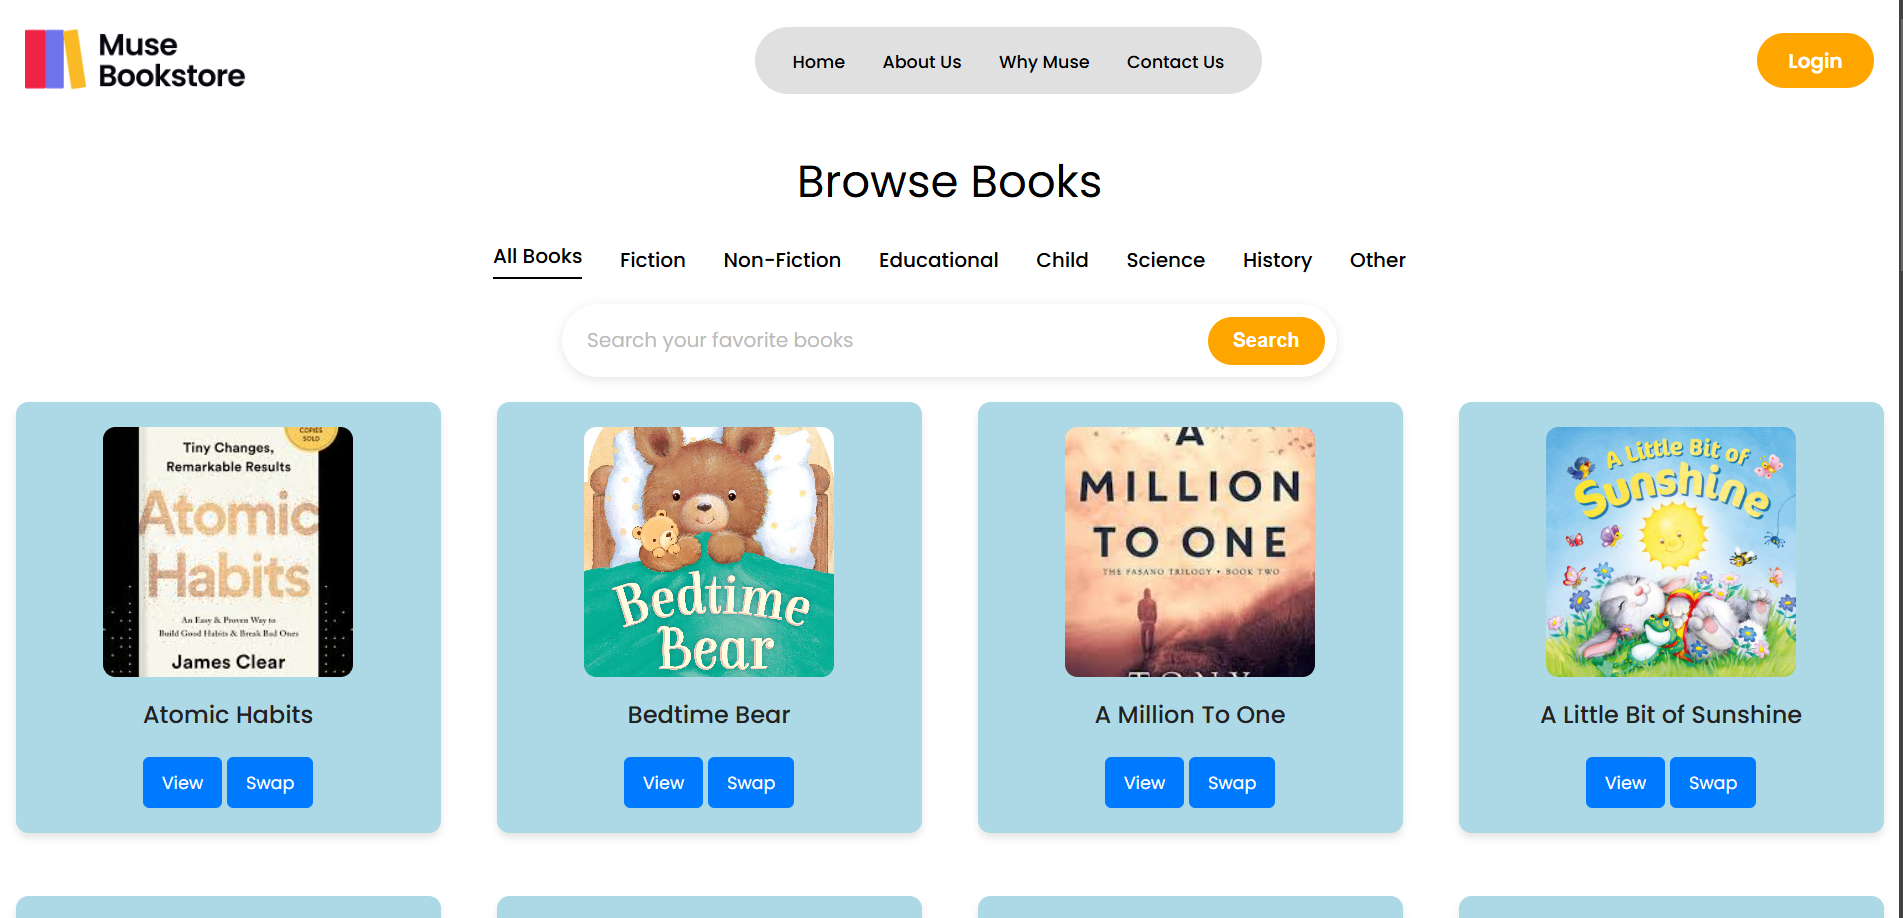 Muse
Bookstore
Home About Us Why Muse Contact Us
Login
Browse Books
All Books Fiction Non-Fiction Educational Child Science History Other
Search your favorite books
Search
COPIES
SOLD
Tiny Changes,
Remarkable Results
Atomic
Habits
An Easy & Proven Way to
Build Good Habits & Break Bad Ones
James Clear
Atomic Habits
View Swap
Bedtime
Bear
Bedtime Bear
View Swap
A
MILLION
TO ONE
THE FASANO TRILOGY • BOOK TWO
TONY
A Million To One
View Swap
A Little Bit of
Sunshine
A Little Bit of Sunshine
View Swap